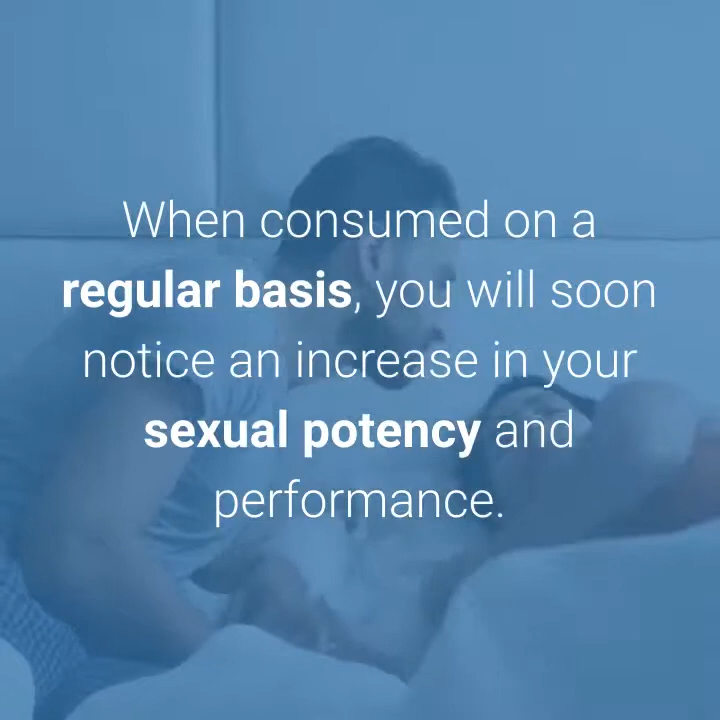 When consumed on a
regular basis, you will soon
notice an increase in your
sexual potency and
performance.